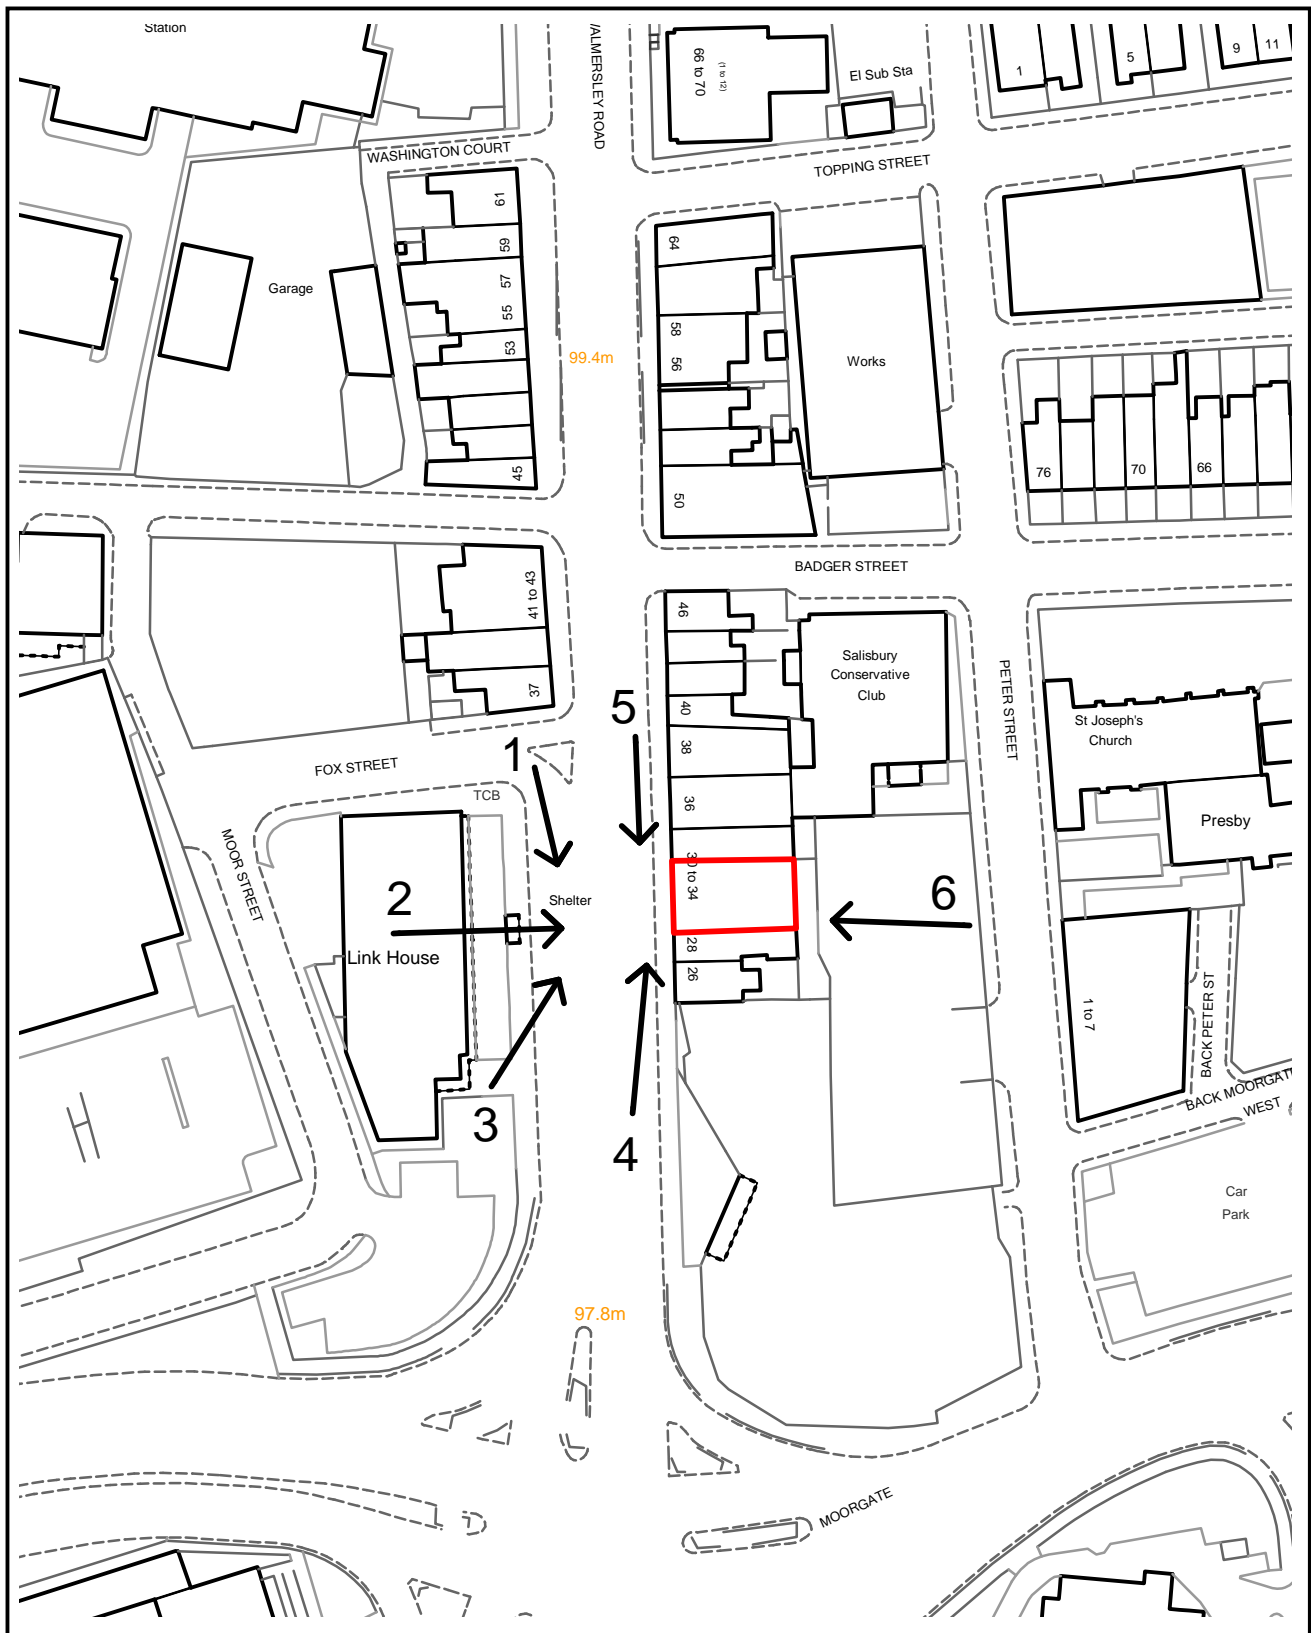 Station
WALMERSLEY ROAD
66 to 70
(1 to 12)
El Sub Sta
1
5
9
11
WASHINGTON COURT
TOPPING STREET
61
59
57
55
53
45
Garage
99.4m
64
58
56
50
Works
76
70
66
BADGER STREET
41 to 43
37
46
40
38
36
30 to 34
28
26
Salisbury
Conservative
Club
PETER STREET
St Joseph's
Church
Presby
FOX STREET
TCB
MOOR STREET
5
1
2
Shelter
6
Link House
3
4
1 to 7
BACK PETER ST
BACK MOORGATE
WEST
Car
Park
97.8m
MOORGATE